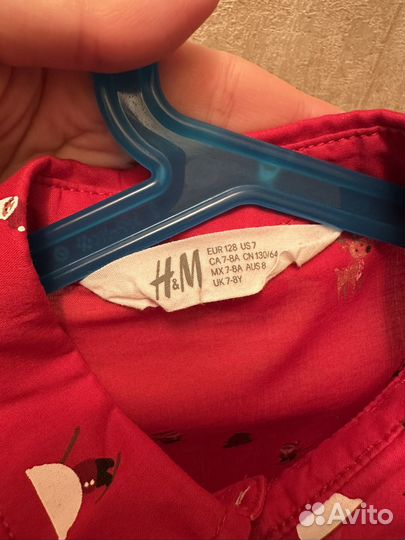 H&M
EUR 128 US 7
CA 7-8A CN 130/64
MX 7-8A AUS 8
UK 7-8Y
Avito